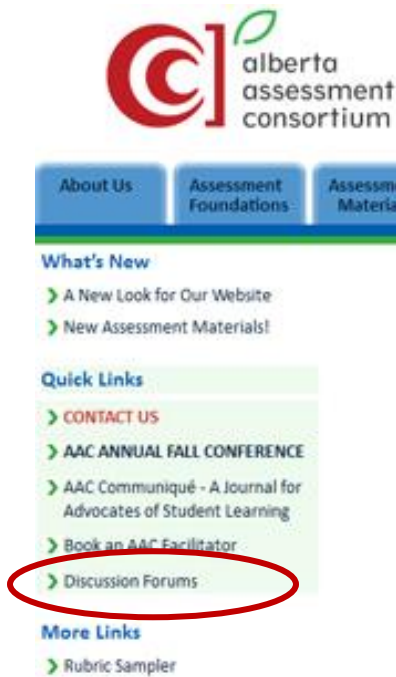 alberta
assessment
consortium
About Us
Assessment
Foundations
What's New
A New Look for Our Website
New Assessment Materials!
Quick Links
CONTACT US
AAC ANNUAL FALL CONFERENCE
AAC Communiqué - A Journal for
Advocates of Student Learning
Book an AAC Facilitator
Discussion Forums
More Links
Rubric Sampler